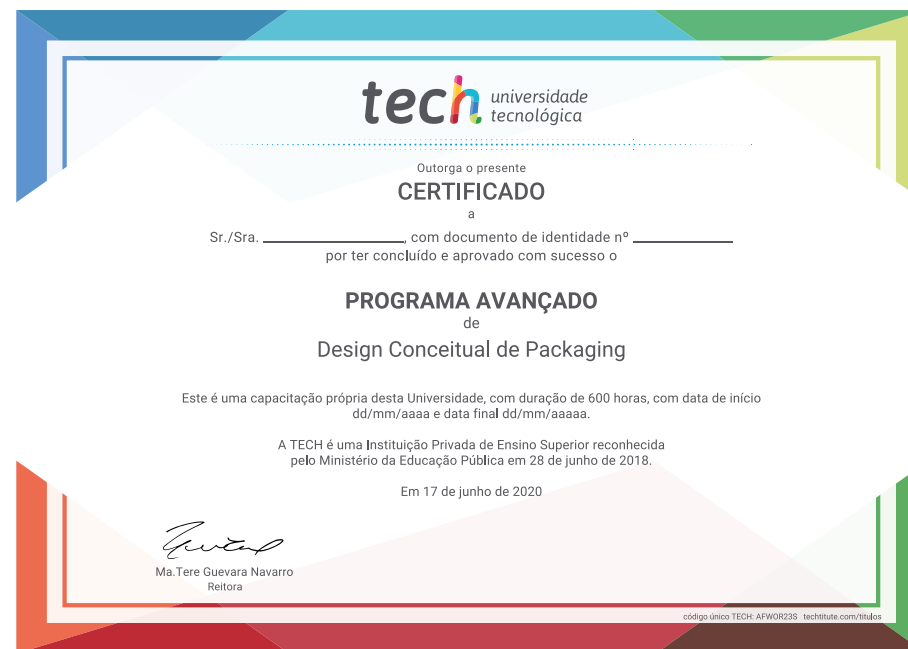 tech universidade
tecnológica
Outorga o presente
CERTIFICADO
a
Sr./Sra. ______________, com documento de identidade nº __________
por ter concluído e aprovado com sucesso o
PROGRAMA AVANÇADO
de
Design Conceitual de Packaging
Este é uma capacitação própria desta Universidade, com duração de 600 horas, com data de início
dd/mm/aaaa e data final dd/mm/aaaaa.
A TECH é uma Instituição Privada de Ensino Superior reconhecida
pelo Ministério da Educação Pública em 28 de junho de 2018.
Em 17 de junho de 2020
Ma.Tere Guevara Navarro
Reitora
código único TECH: AFWOR23S techtitute.com/titulos